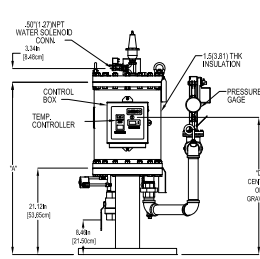 .50"(1.27)NPT
WATER SOLENOID
CONN.
3.34in
[8.48cm]
1.5(3.81) THK
INSULATION
CONTROL
BOX
PRESSURE
GAGE
TEMP.
CONTROLLER
"A"
CENT
O
GRAV
21.12in
[53.65cm]
8.46in
[21.50cm]